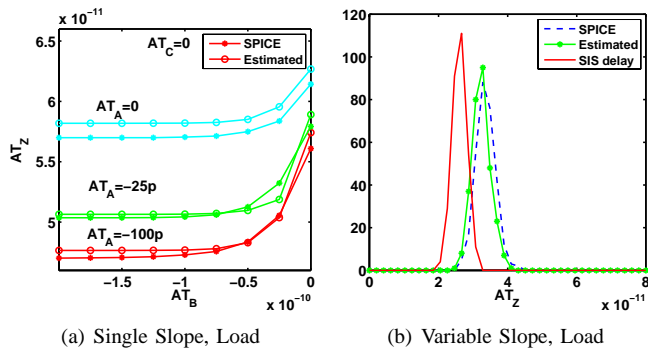 x 10⁻¹¹
AT_C=0
SPICE
Estimated
6.5
6
5.5
5
AT_Z
AT_A=0
AT_A=−25p
AT_A=−100p
−1.5
−1
−0.5
0
AT_B
x 10⁻¹⁰
(a) Single Slope, Load
120
100
80
60
40
20
0
SPICE
Estimated
SIS delay
0
2
4
6
8
AT_Z
x 10⁻¹¹
(b) Variable Slope, Load